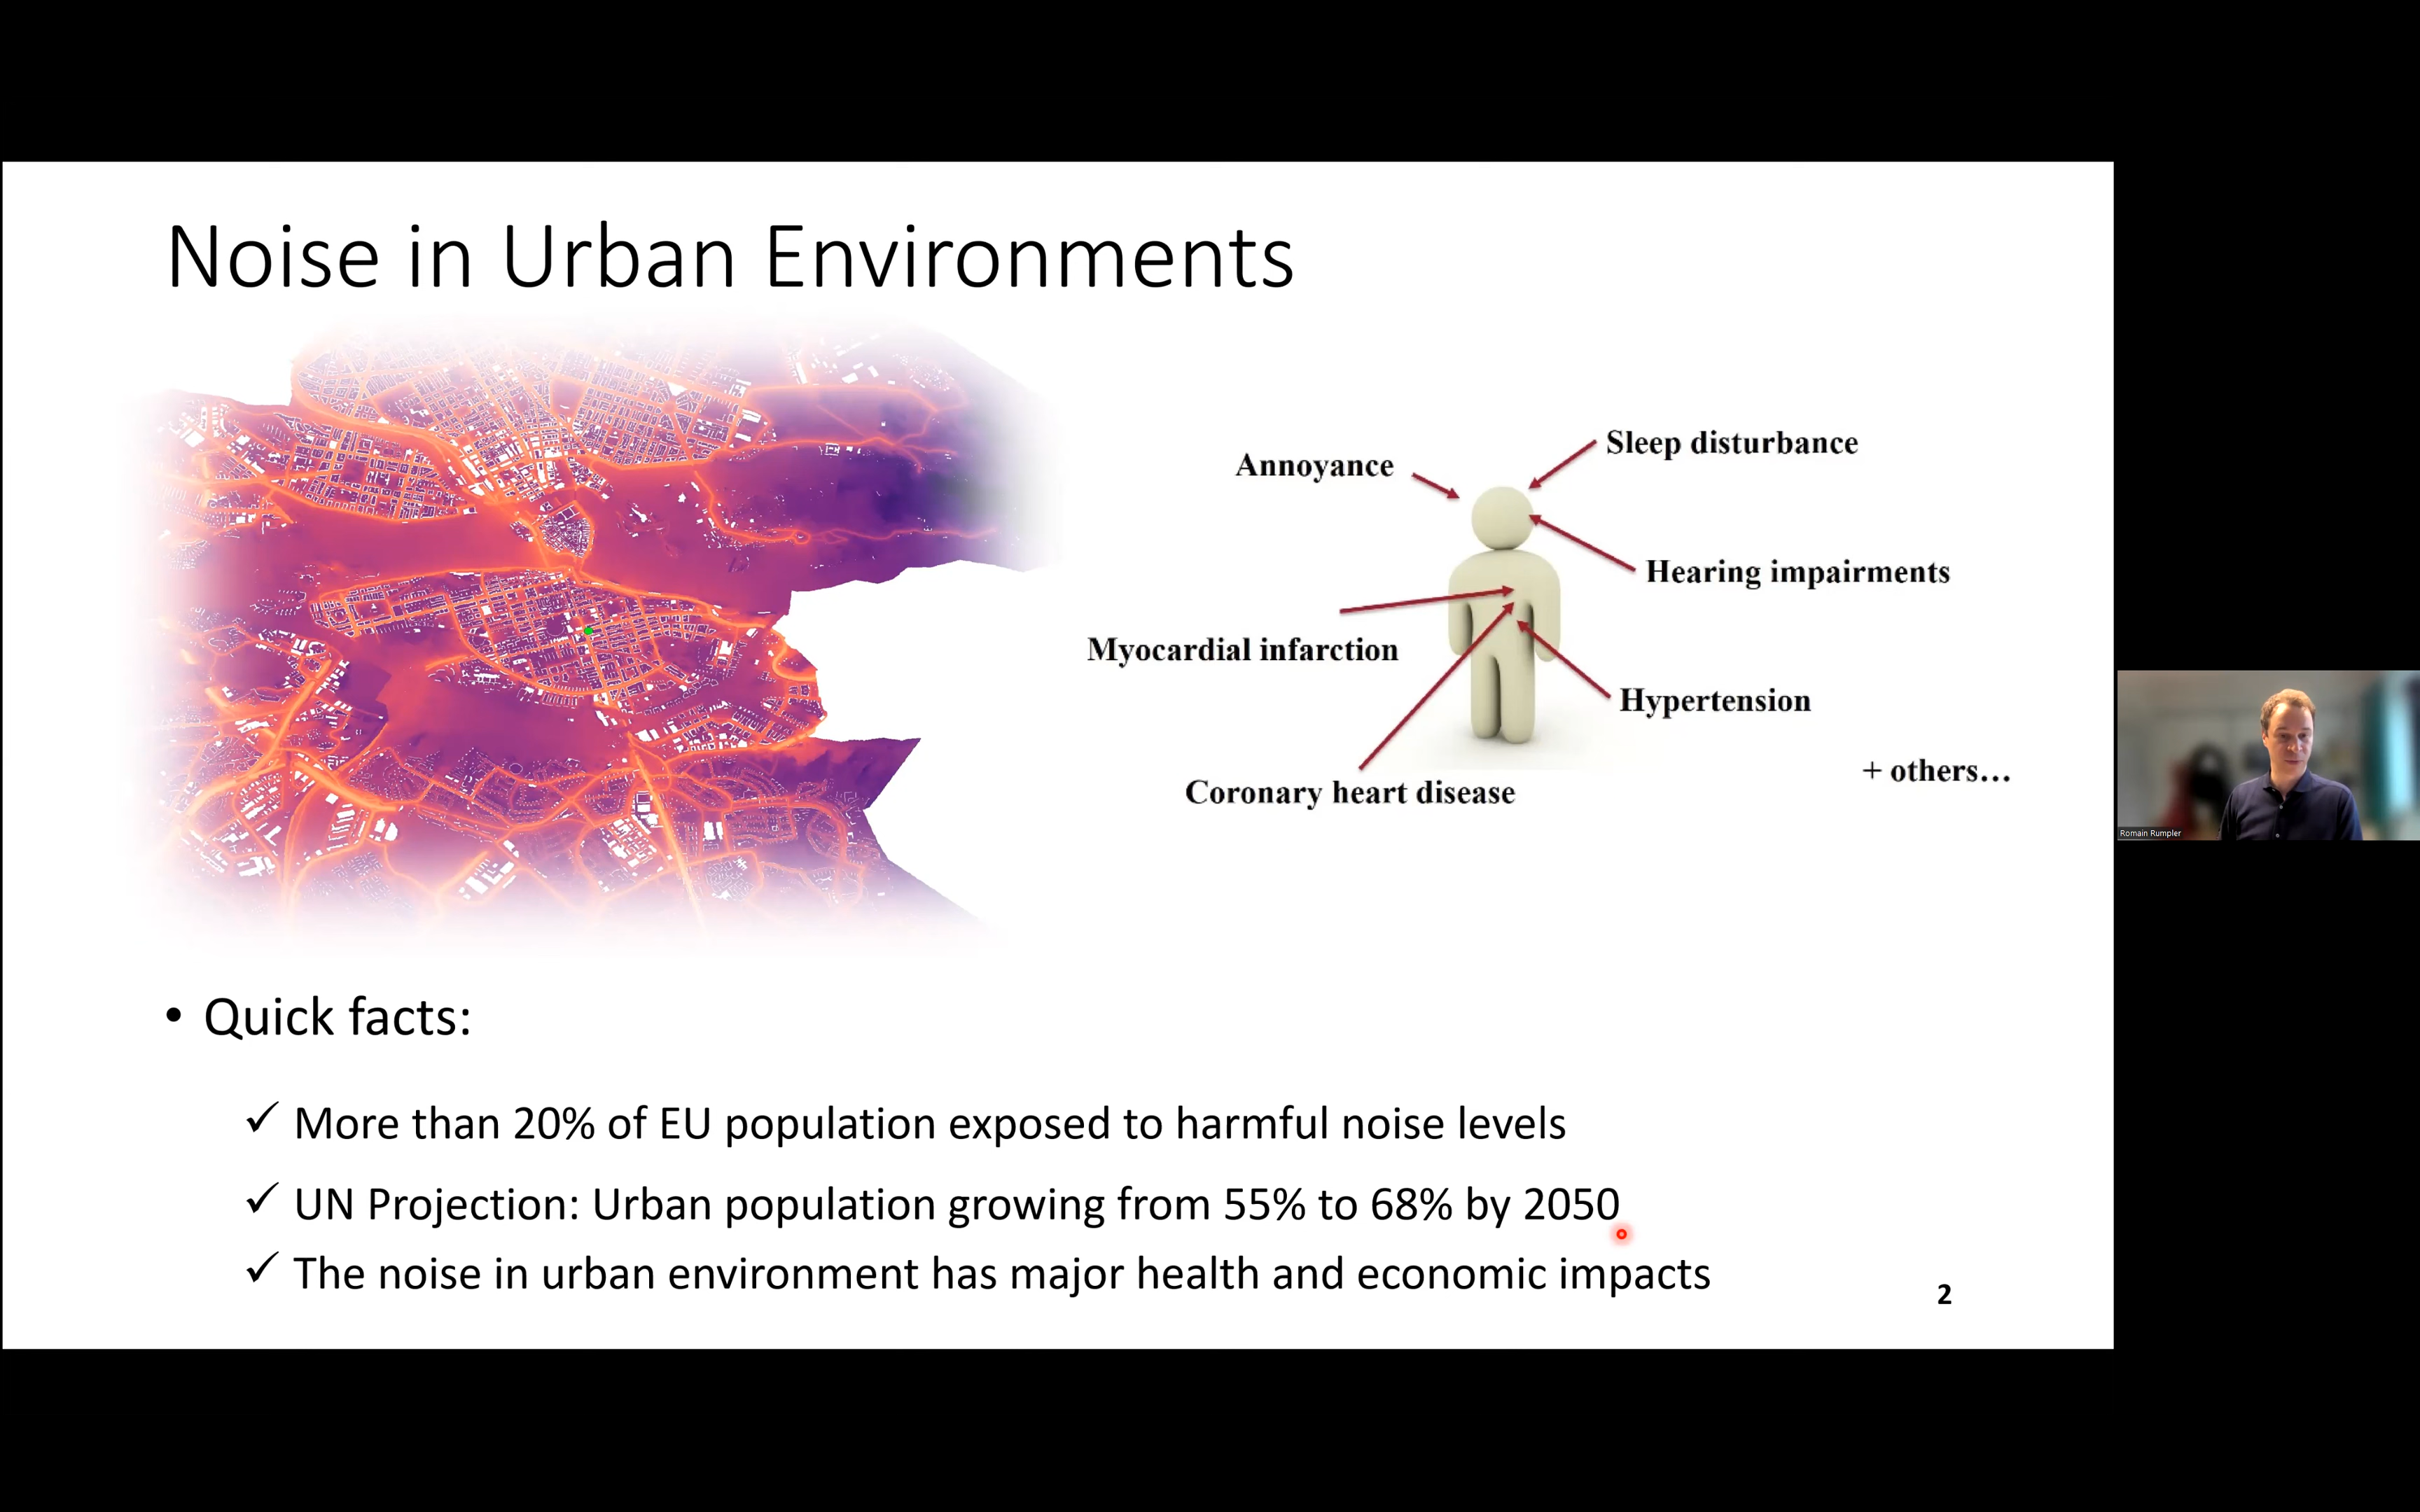 Noise in Urban Environments
Sleep disturbance
Annoyance
Hearing impairments
Myocardial infarction
Hypertension
+ others...
Coronary heart disease
Romain Rumpler
• Quick facts:
✓ More than 20% of EU population exposed to harmful noise levels
✓ UN Projection: Urban population growing from 55% to 68% by 2050
✓ The noise in urban environment has major health and economic impacts
2